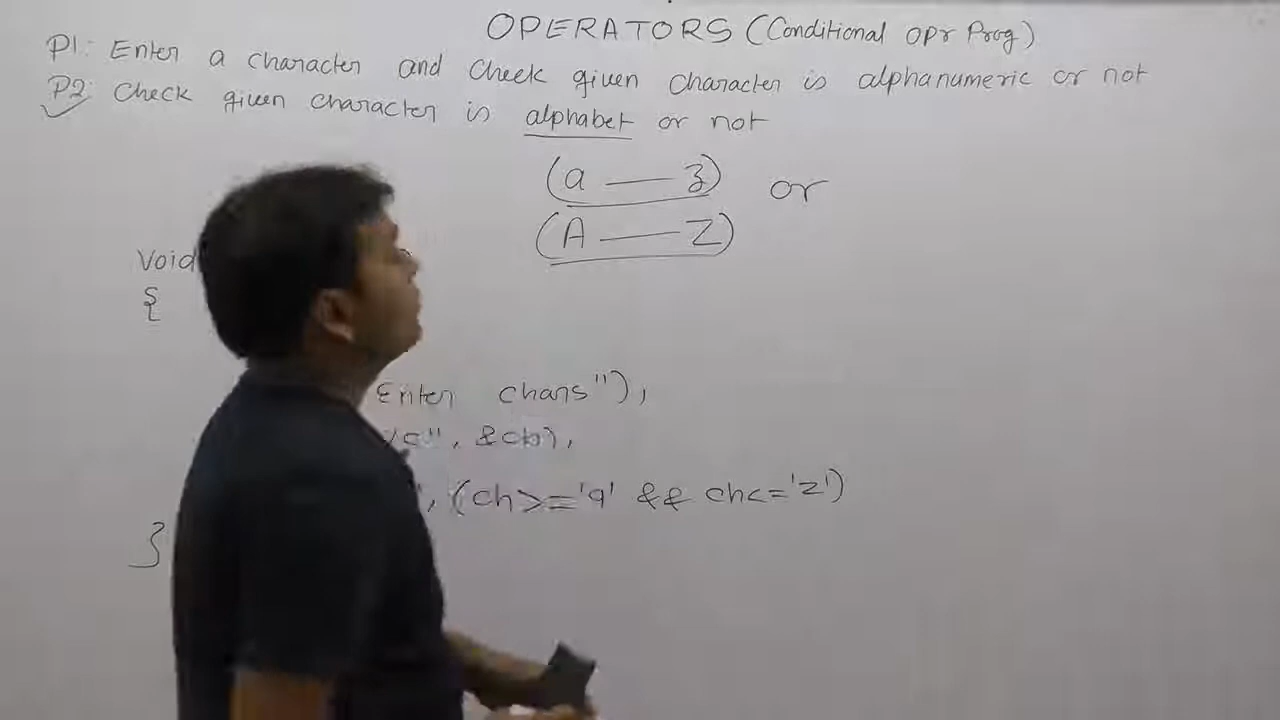 OPERATORS (Conditional opr Prog)
P1: Enter a character and check given character is alphanumeric or not
P2: Check given character is alphabet or not
(a — z) or
(A — Z)
void
{
Enter chars");
c", &ch);
", (ch>='a' && ch<='z')
}